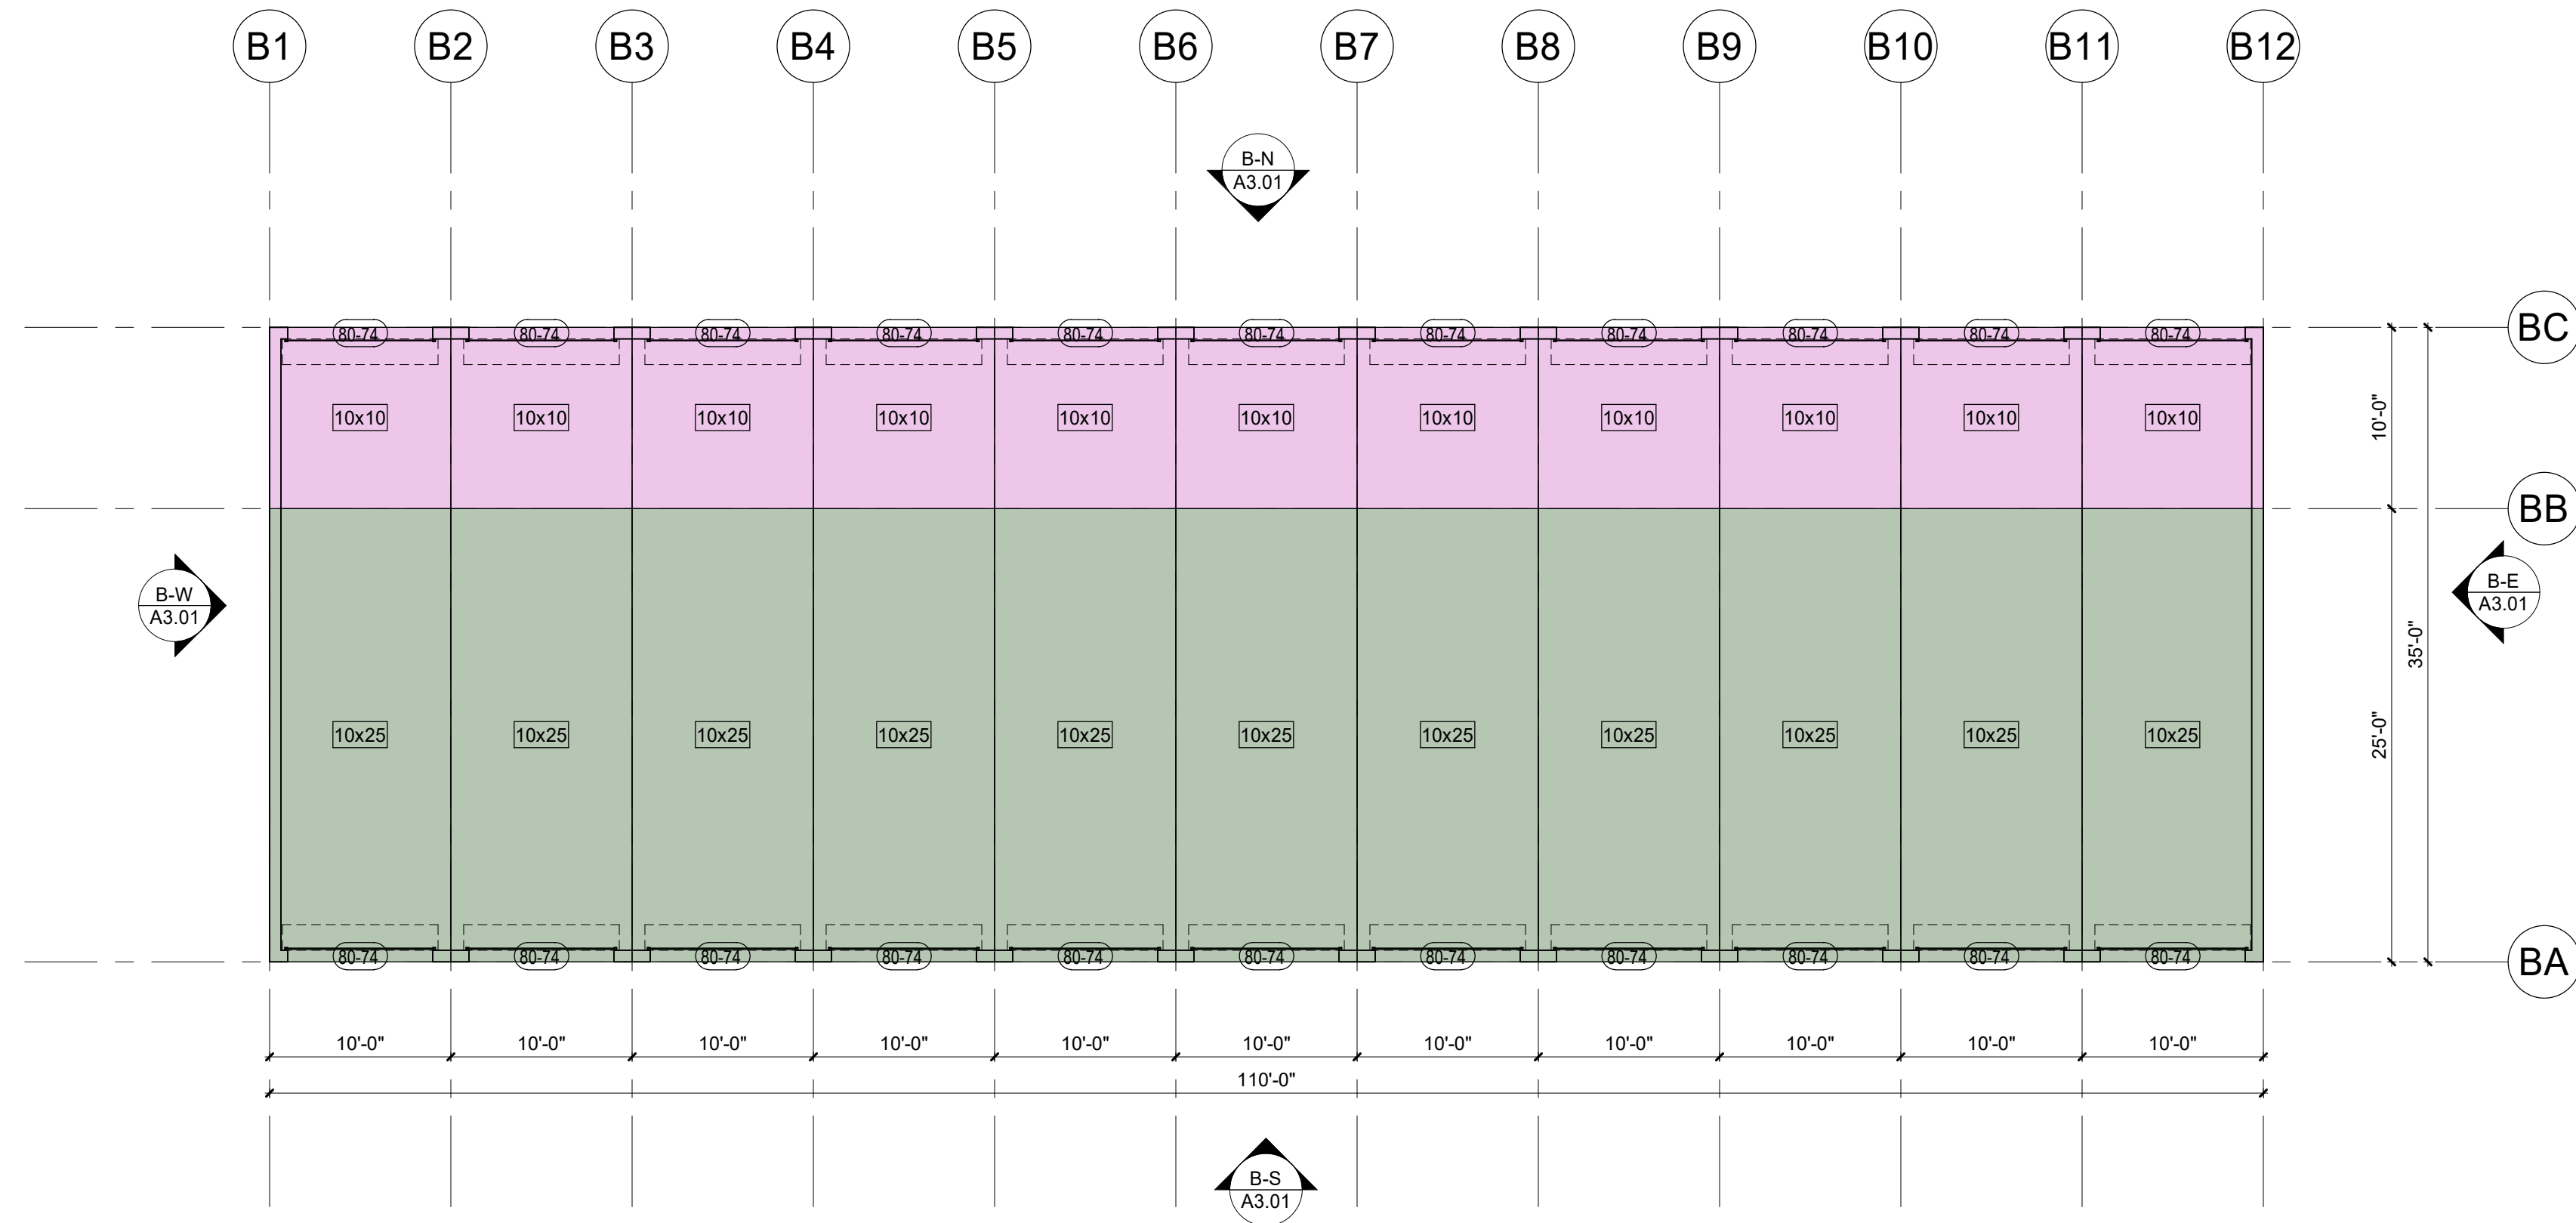 B1 B2 B3 B4 B5 B6 B7 B8 B9 B10 B11 B12
B-N
A3.01
80-74 80-74 80-74 80-74 80-74 80-74 80-74 80-74 80-74 80-74 80-74
BC
10x10 10x10 10x10 10x10 10x10 10x10 10x10 10x10 10x10 10x10 10x10
10'-0"
BB
B-W
A3.01
B-E
A3.01
35'-0"
10x25 10x25 10x25 10x25 10x25 10x25 10x25 10x25 10x25 10x25 10x25
25'-0"
80-74 80-74 80-74 80-74 80-74 80-74 80-74 80-74 80-74 80-74 80-74
BA
10'-0" 10'-0" 10'-0" 10'-0" 10'-0" 10'-0" 10'-0" 10'-0" 10'-0" 10'-0" 10'-0"
110'-0"
B-S
A3.01